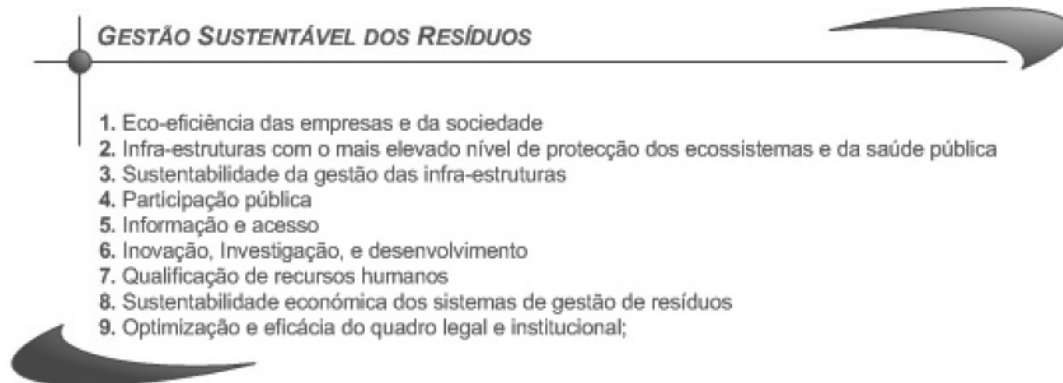 GESTÃO SUSTENTÁVEL DOS RESÍDUOS
1. Eco-eficiência das empresas e da sociedade
2. Infra-estruturas com o mais elevado nível de protecção dos ecossistemas e da saúde pública
3. Sustentabilidade da gestão das infra-estruturas
4. Participação pública
5. Informação e acesso
6. Inovação, Investigação, e desenvolvimento
7. Qualificação de recursos humanos
8. Sustentabilidade económica dos sistemas de gestão de resíduos
9. Optimização e eficácia do quadro legal e institucional;